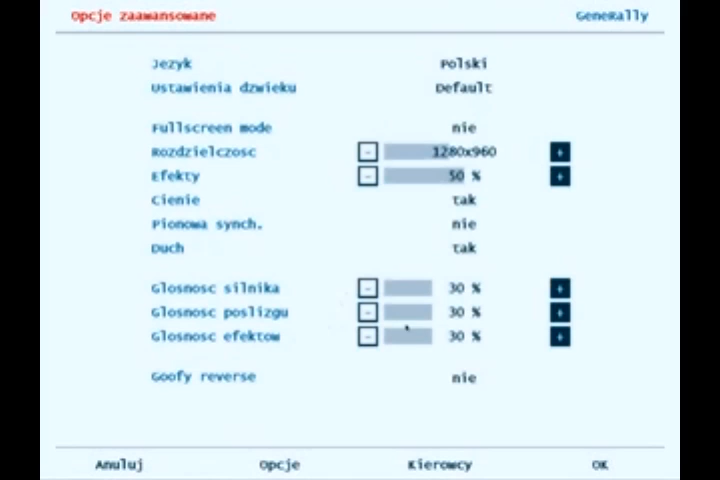 Opcje zaawansowane GeneRally
Jezyk Polski
Ustawienia dzwieku Default
Fullscreen mode nie
Rozdzielczosc - 1280x960 +
Efekty - 50 % +
Cienie tak
Pionowa synch. nie
Duch tak
Glosnosc silnika - 30 % +
Glosnosc poslizgu - 30 % +
Glosnosc efektow - 30 % +
Goofy reverse nie
Anuluj Opcje Kierowcy OK